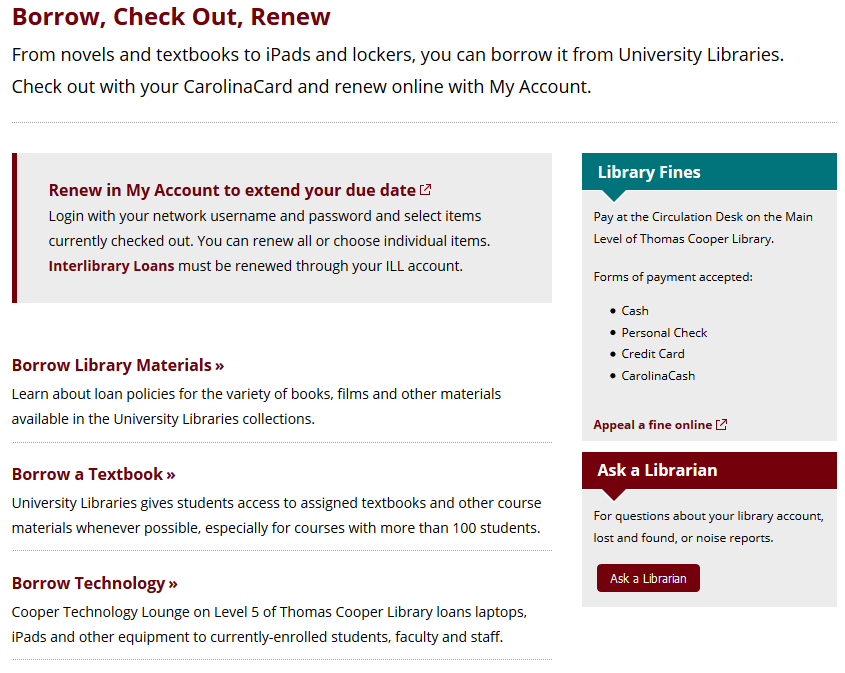 Borrow, Check Out, Renew
From novels and textbooks to iPads and lockers, you can borrow it from University Libraries.
Check out with your CarolinaCard and renew online with My Account.
Renew in My Account to extend your due date
Login with your network username and password and select items
currently checked out. You can renew all or choose individual items.
Interlibrary Loans must be renewed through your ILL account.
Borrow Library Materials »
Learn about loan policies for the variety of books, films and other materials
available in the University Libraries collections.
Borrow a Textbook »
University Libraries gives students access to assigned textbooks and other course
materials whenever possible, especially for courses with more than 100 students.
Borrow Technology »
Cooper Technology Lounge on Level 5 of Thomas Cooper Library loans laptops,
iPads and other equipment to currently-enrolled students, faculty and staff.
Library Fines
Pay at the Circulation Desk on the Main
Level of Thomas Cooper Library.
Forms of payment accepted:
• Cash
• Personal Check
• Credit Card
• CarolinaCash
Appeal a fine online
Ask a Librarian
For questions about your library account,
lost and found, or noise reports.
Ask a Librarian